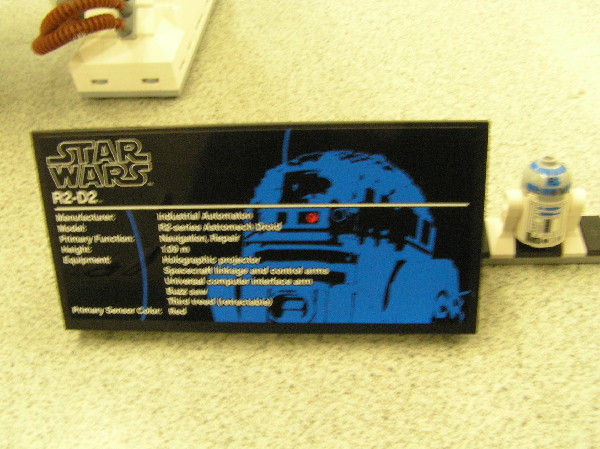 STAR
WARS
R2-D2
Manufacturer: Industrial Automaton
Model: R2-series Astromech Droid
Primary Function: Navigation, Repair
Height: 1.09 m
Equipment: Holographic projector
Spacecraft linkage and control arms
Universal computer interface arm
Buzz saw
Third tread (retractable)
Primary Sensor Color: Red